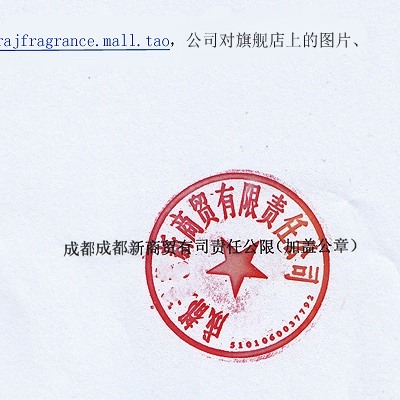 rajfragrance.mall.tao，公司对旗舰店上的图片、
成都成都新商贸有司责任公限（加盖公章）
成都 商贸有限责任公司
5101060037792